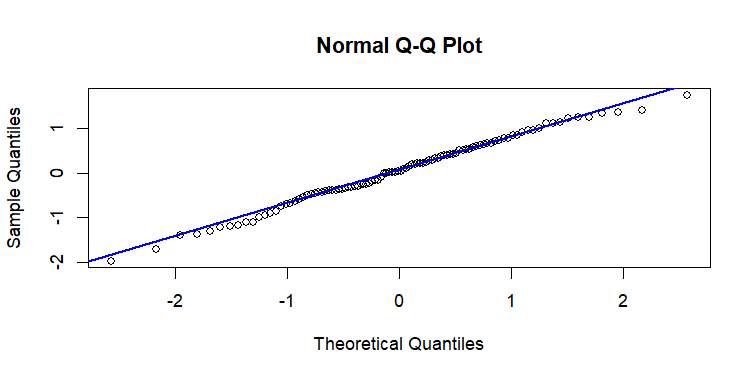 Normal Q-Q Plot
Sample Quantiles
1
0
-1
-2
-2 -1 0 1 2
Theoretical Quantiles